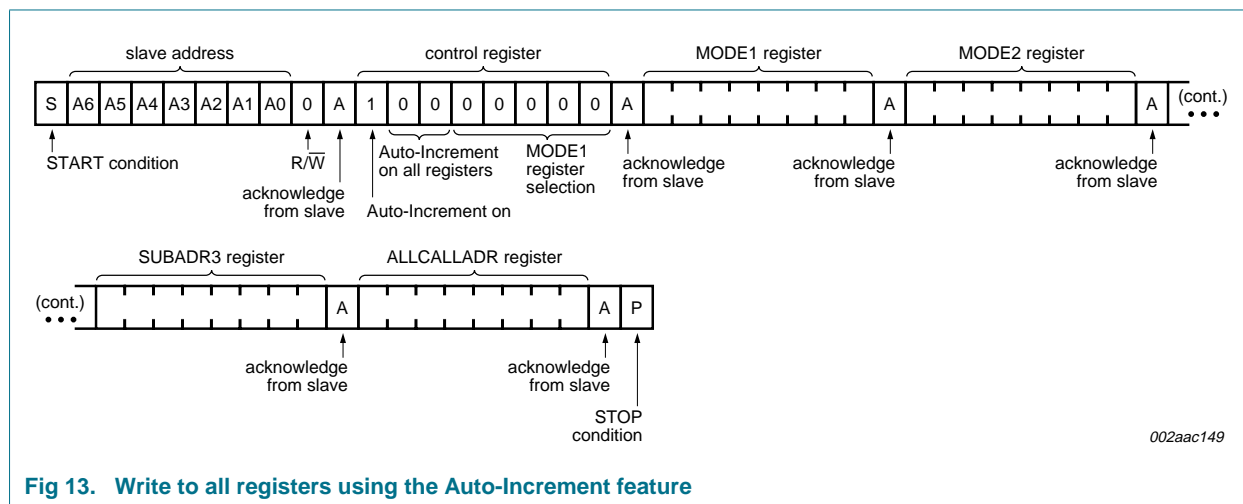 slave address control register MODE1 register MODE2 register
S A6 A5 A4 A3 A2 A1 A0 0 A 1 0 0 0 0 0 0 0 A A A (cont.)
START condition R/W̅ Auto-Increment on all registers MODE1 register selection acknowledge from slave acknowledge from slave acknowledge from slave
acknowledge from slave Auto-Increment on
SUBADR3 register ALLCALLADR register
(cont.) A A P
acknowledge from slave acknowledge from slave
STOP condition
002aac149
Fig 13. Write to all registers using the Auto-Increment feature